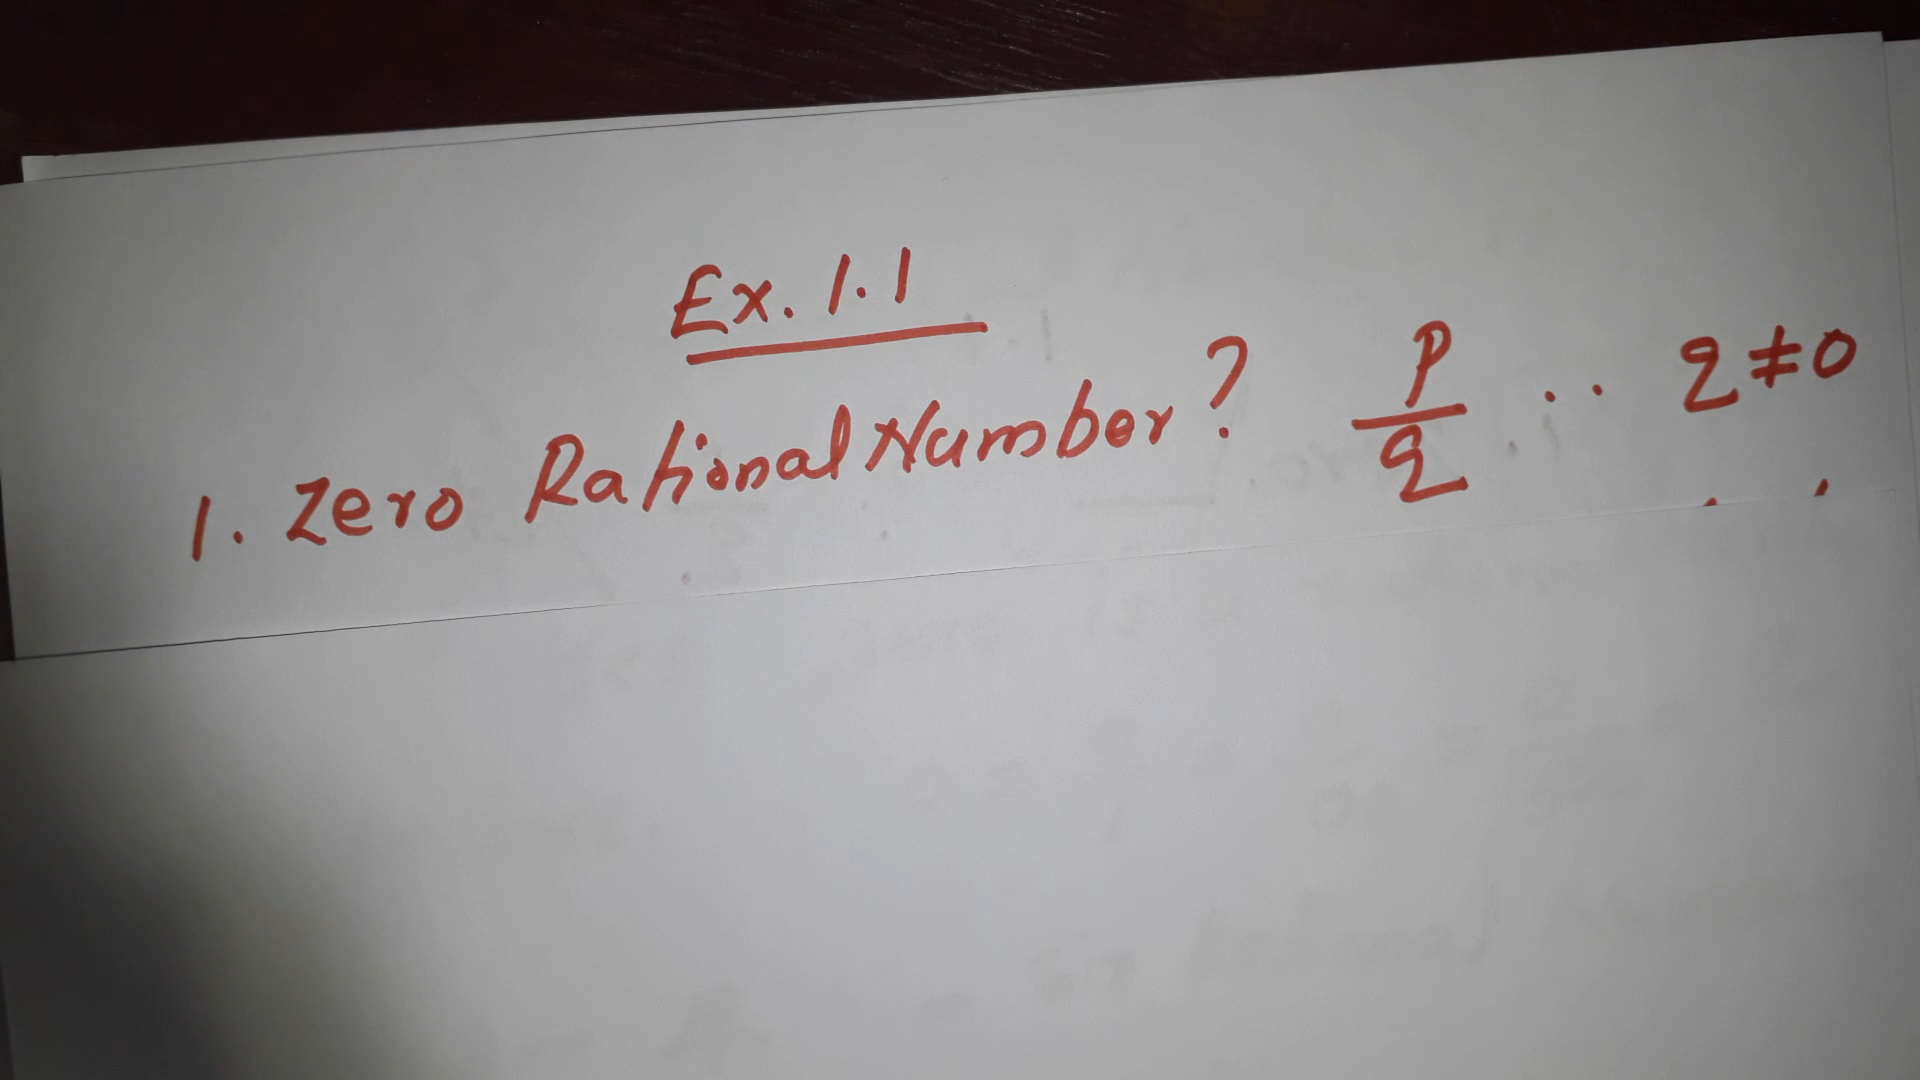 Ex. 1.1
1. Zero Rational Number? p/q .. q≠0